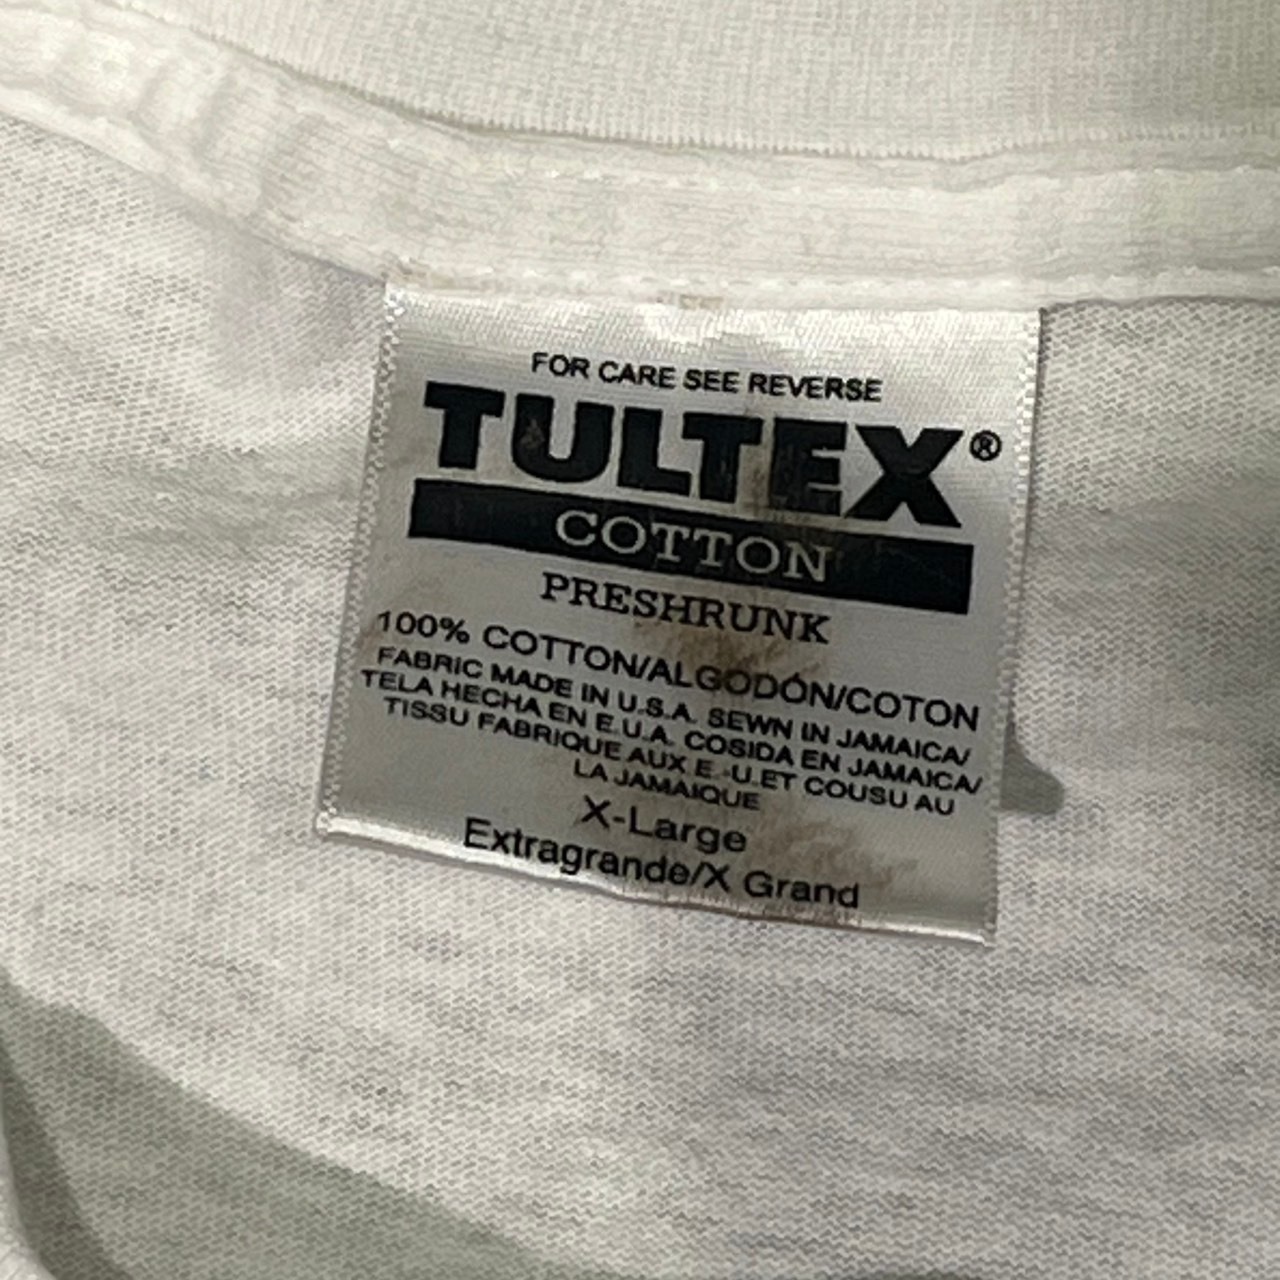 FOR CARE SEE REVERSE
TULTEX®
COTTON
PRESHRUNK
100% COTTON/ALGODÓN/COTON
FABRIC MADE IN U.S.A. SEWN IN JAMAICA/
TELA HECHA EN E.U.A. COSIDA EN JAMAICA/
TISSU FABRIQUE AUX E.-U.ET COUSU AU
LA JAMAIQUE
X-Large
Extragrande/X Grand